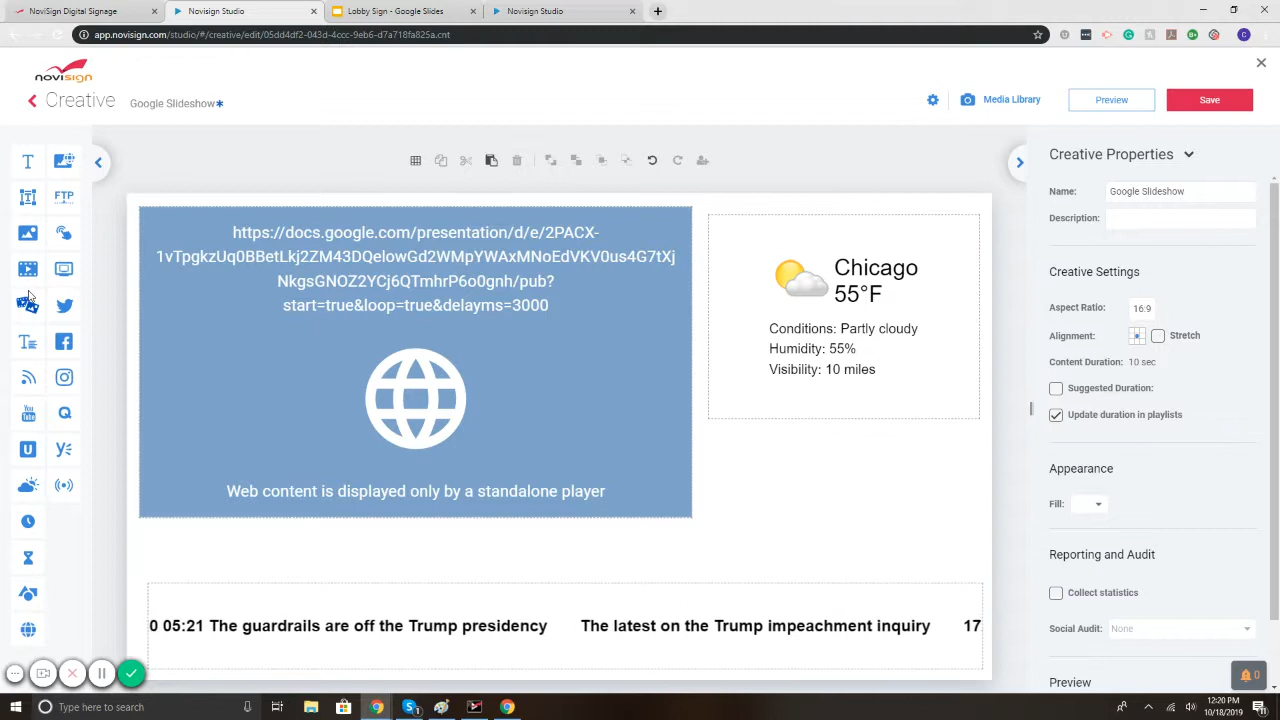 NoviSign Digital Signage
Novisign Studio
Lobby Sign - Google Slides
Novisign Studio
app.novisign.com/studio/#/creative/edit/05dd4df2-043d-4ccc-9eb6-d7a718fa825a.cnt
novisign
Creative
Google Slideshow*
Media Library
Preview
Save
T
FTP
T
You
Tube
Q
U
https://docs.google.com/presentation/d/e/2PACX-
1vTpgkzUq0BBetLkj2ZM43DQelowGd2WMpYWAxMNoEdVKV0us4G7tXj
NkgsGNOZ2YCj6QTmhrP6o0gnh/pub?
start=true&loop=true&delayms=3000
Web content is displayed only by a standalone player
Chicago
55°F
Conditions: Partly cloudy
Humidity: 55%
Visibility: 10 miles
0 05:21 The guardrails are off the Trump presidency The latest on the Trump impeachment inquiry 17
Creative Properties
Name: Google Slideshow
Description:
Creative Settings
Aspect Ratio: 16:9
Alignment: Stretch
Content Duration: 10 sec
Suggested Duration:
Update duration in playlists
Appearance
Fill:
Reporting and Audit
Collect statistics
Social Audit: None
Preview
0
Type here to search
12:20 PM
10/18/2019